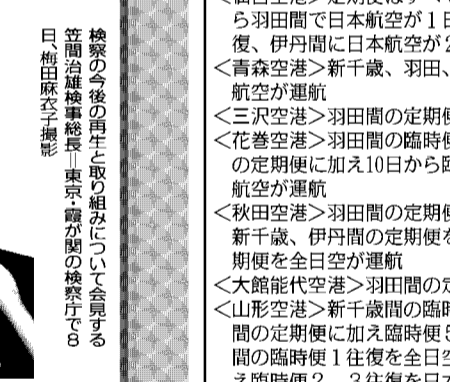 検察の今後の再生と取り組みについて会見する
笠間治雄検事総長＝東京・霞が関の検察庁で８
日、梅田麻衣子撮影
ら羽田間で日本航空が１日
復、伊丹間に日本航空が２
＜青森空港＞新千歳、羽田、
航空が運航
＜三沢空港＞羽田間の定期便
＜花巻空港＞羽田間の臨時便
の定期便に加え10日から臨
航空が運航
＜秋田空港＞羽田間の定期便
新千歳、伊丹間の定期便を
期便を全日空が運航
＜大館能代空港＞羽田間の定
＜山形空港＞新千歳間の臨時
間の定期便に加え臨時便５
間の臨時便１往復を全日空
え臨時便２、３往復を日本